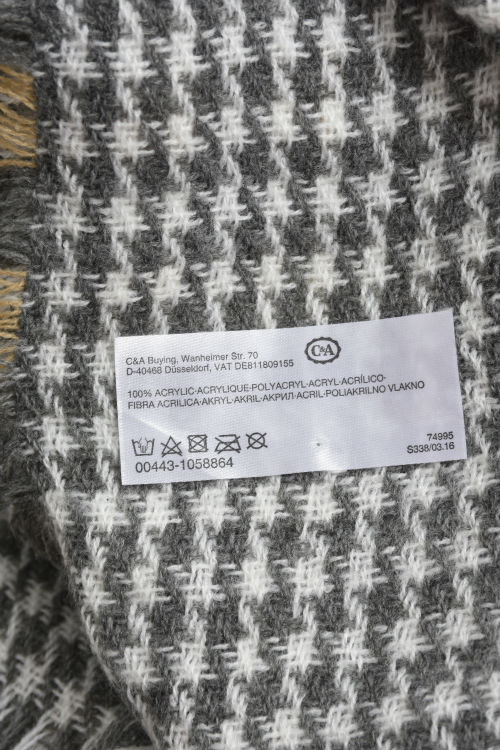 C&A Buying, Wanheimer Str. 70
D-40468 Düsseldorf, VAT DE811809155
C&A
100% ACRYLIC·ACRYLIQUE·POLYACRYL·ACRYL·ACRÍLICO·
FIBRA ACRILICA·AKRYL·AKRIL·АКРИЛ·ACRIL·POLIAKRILNO VLAKNO
00443-1058864
74995
S338/03.16